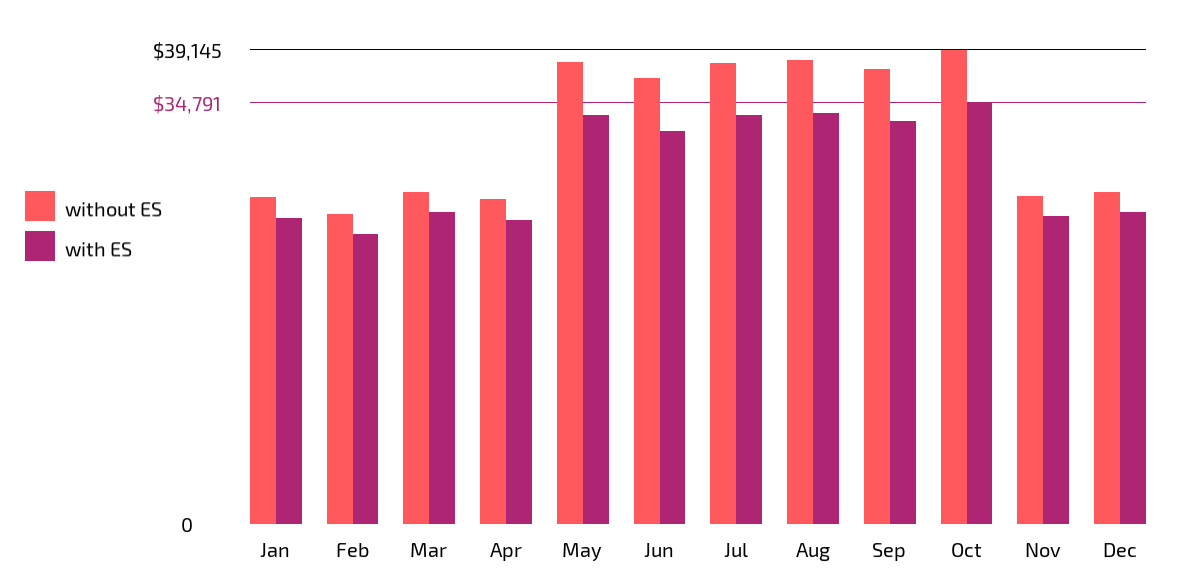 $39,145
$34,791
without ES
with ES
0
Jan Feb Mar Apr May Jun Jul Aug Sep Oct Nov Dec